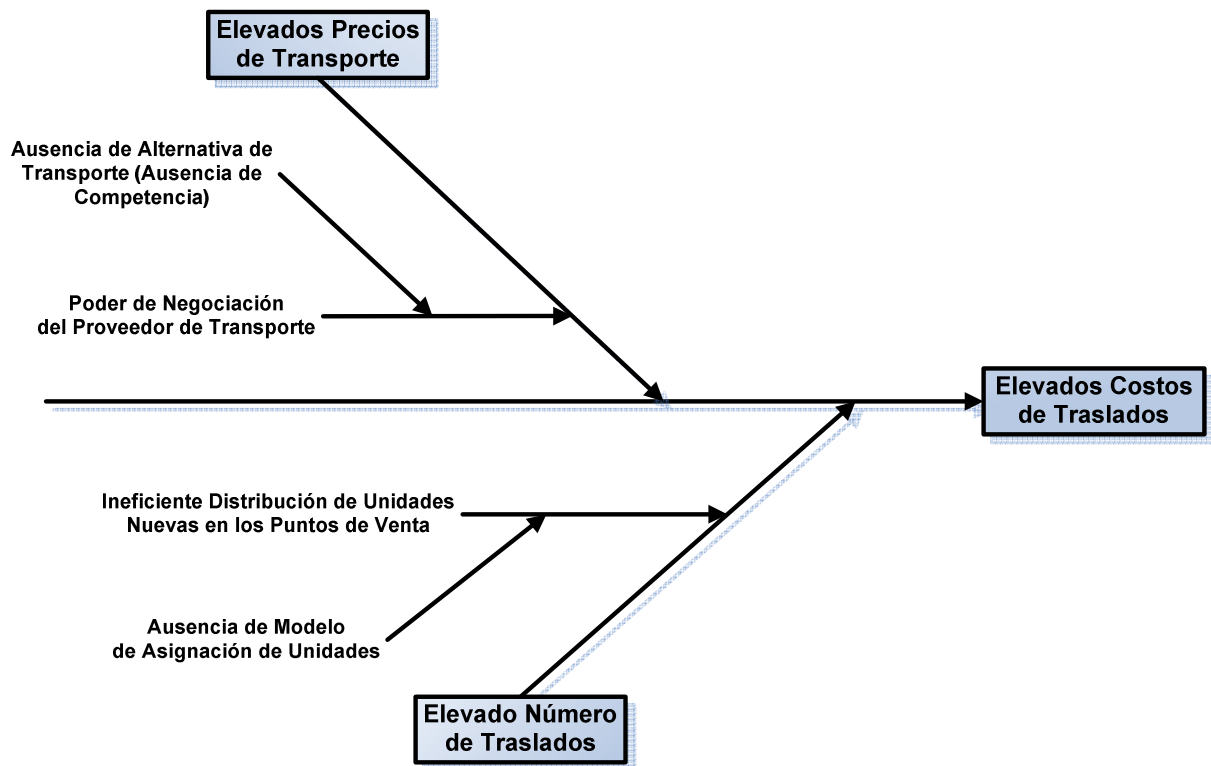 Elevados Precios
de Transporte
Ausencia de Alternativa de
Transporte (Ausencia de
Competencia)
Poder de Negociación
del Proveedor de Transporte
Elevados Costos
de Traslados
Ineficiente Distribución de Unidades
Nuevas en los Puntos de Venta
Ausencia de Modelo
de Asignación de Unidades
Elevado Número
de Traslados